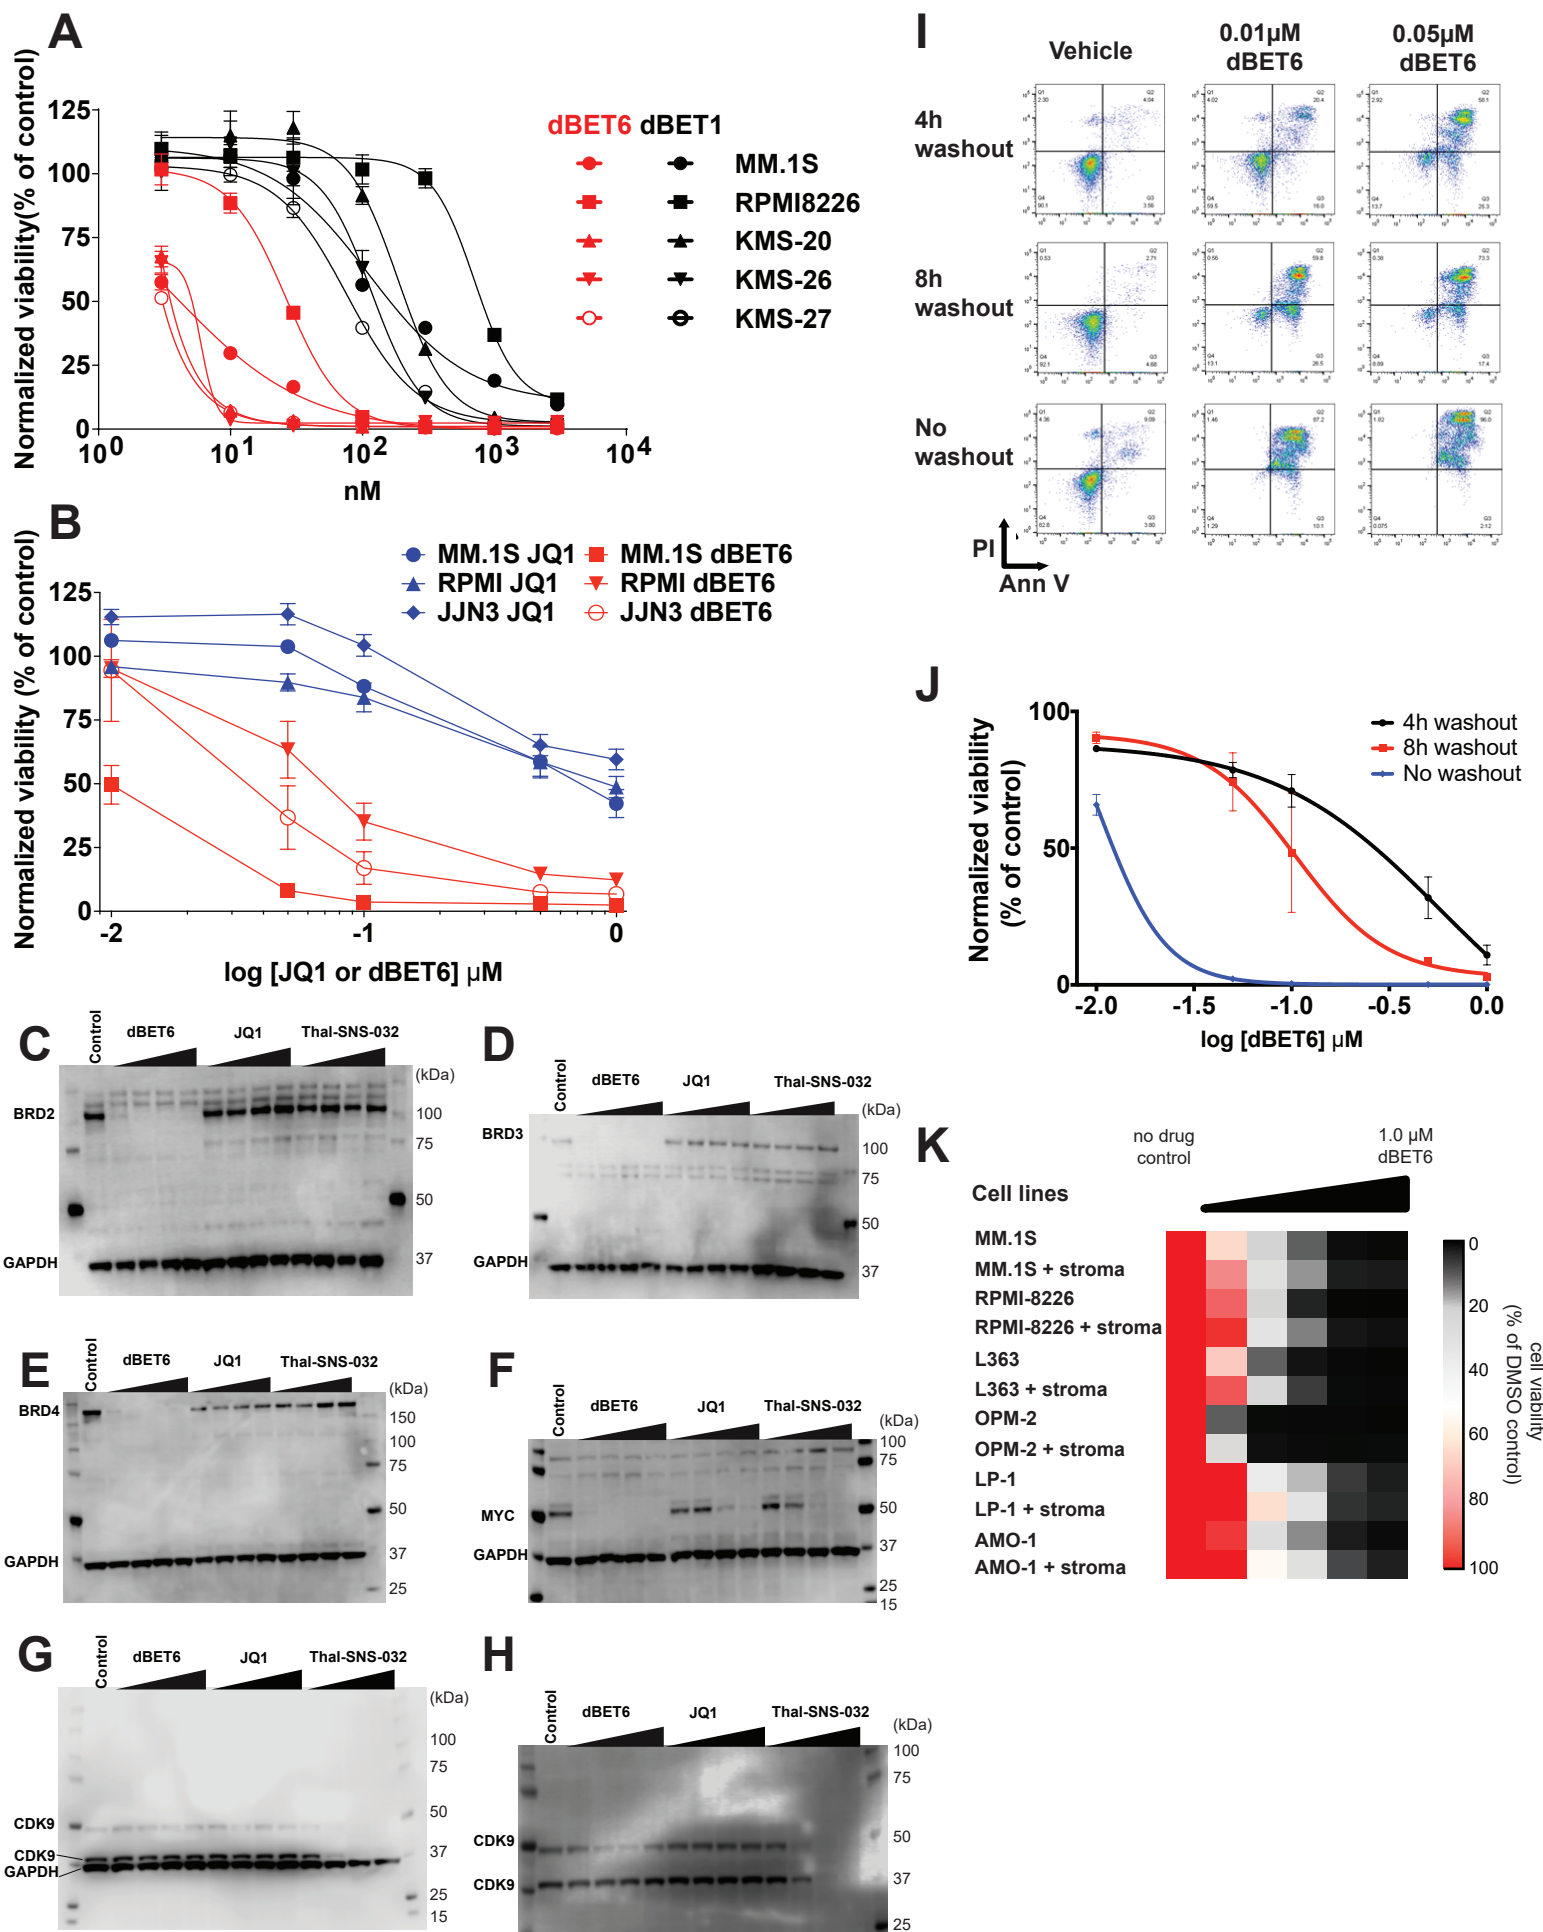 A
Normalized viability(% of control)
125
100
75
50
25
0
10⁰
10¹
10²
10³
10⁴
nM
dBET6 dBET1
MM.1S
RPMI8226
KMS-20
KMS-26
KMS-27
B
Normalized viability (% of control)
125
100
75
50
25
0
-2
-1
0
log [JQ1 or dBET6] µM
MM.1S JQ1
MM.1S dBET6
RPMI JQ1
RPMI dBET6
JJN3 JQ1
JJN3 dBET6
C
Control
dBET6
JQ1
Thal-SNS-032
(kDa)
BRD2
100
75
50
GAPDH
37
D
Control
dBET6
JQ1
Thal-SNS-032
(kDa)
BRD3
100
75
50
GAPDH
37
E
Control
dBET6
JQ1
Thal-SNS-032
(kDa)
BRD4
150
100
75
50
37
GAPDH
25
F
Control
dBET6
JQ1
Thal-SNS-032
(kDa)
100
75
50
MYC
37
GAPDH
25
15
G
Control
dBET6
JQ1
Thal-SNS-032
(kDa)
100
75
50
CDK9
CDK9
37
GAPDH
25
15
H
Control
dBET6
JQ1
Thal-SNS-032
(kDa)
100
75
50
CDK9
CDK9
37
25
I
Vehicle
0.01µM
dBET6
0.05µM
dBET6
4h
washout
8h
washout
No
washout
PI
Ann V
J
Normalized viability
(% of control)
100
50
0
-2.0
-1.5
-1.0
-0.5
0.0
log [dBET6] µM
4h washout
8h washout
No washout
K
no drug
control
1.0 µM
dBET6
Cell lines
MM.1S
MM.1S + stroma
RPMI-8226
RPMI-8226 + stroma
L363
L363 + stroma
OPM-2
OPM-2 + stroma
LP-1
LP-1 + stroma
AMO-1
AMO-1 + stroma
0
20
40
60
80
100
cell viability
(% of DMSO control)